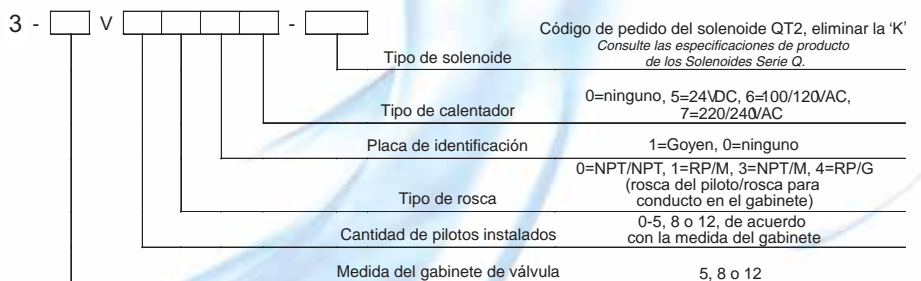 3 - V -
Código de pedido del solenoide QT2, eliminar la 'K'
Consulte las especificaciones de producto
de los Solenoides Serie Q.
Tipo de solenoide
0=ninguno, 5=24VDC, 6=100/120VAC,
7=220/240VAC
Tipo de calentador
Placa de identificación
1=Goyen, 0=ninguno
0=NPT/NPT, 1=RP/M, 3=NPT/M, 4=RP/G
(rosca del piloto/rosca para
conducto en el gabinete)
Tipo de rosca
0-5, 8 o 12, de acuerdo
con la medida del gabinete
Cantidad de pilotos instalados
Medida del gabinete de válvula
5, 8 o 12